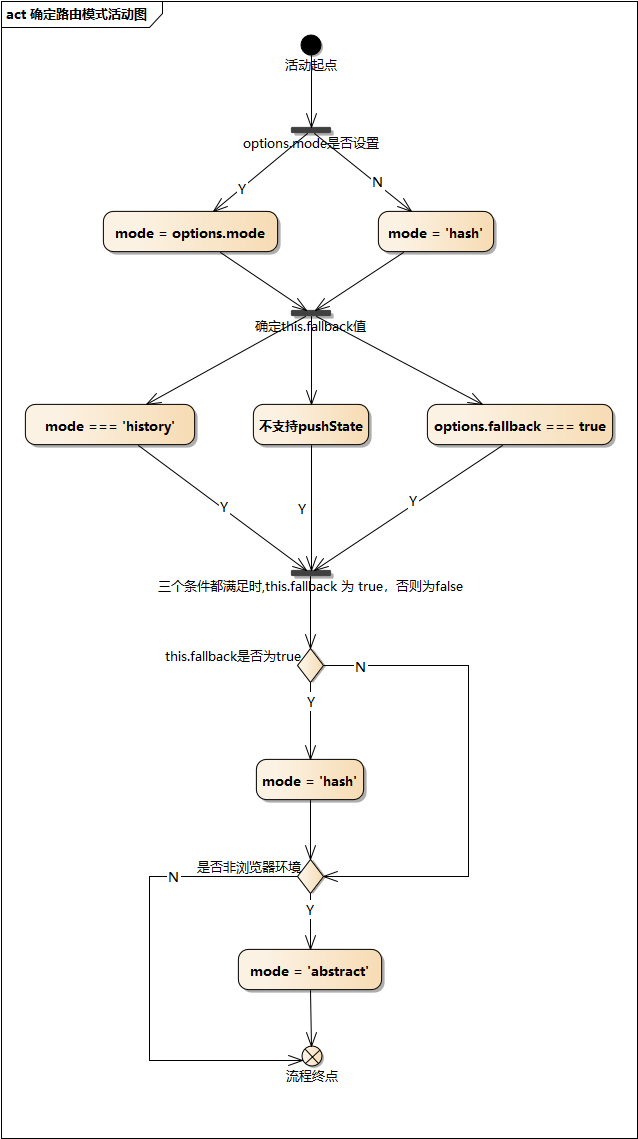 act 确定路由模式活动图
活动起点
options.mode是否设置
Y
N
mode = options.mode
mode = 'hash'
确定this.fallback值
mode === 'history'
不支持pushState
options.fallback === true
Y
Y
Y
三个条件都满足时,this.fallback 为 true，否则为false
this.fallback是否为true
N
Y
mode = 'hash'
是否非浏览器环境
N
Y
mode = 'abstract'
流程终点